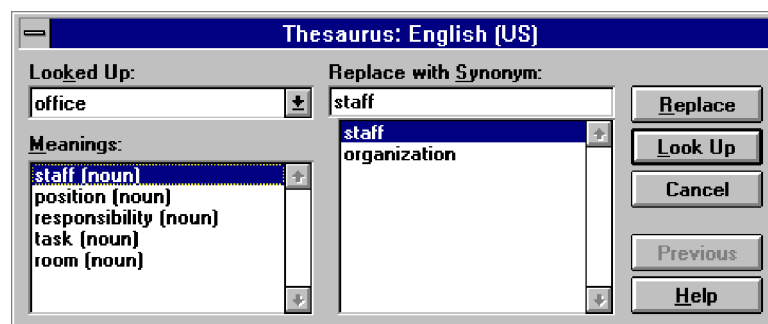 Thesaurus: English (US)
Looked Up:
office
Meanings:
staff (noun)
position (noun)
responsibility (noun)
task (noun)
room (noun)
Replace with Synonym:
staff
staff
organization
Replace
Look Up
Cancel
Previous
Help